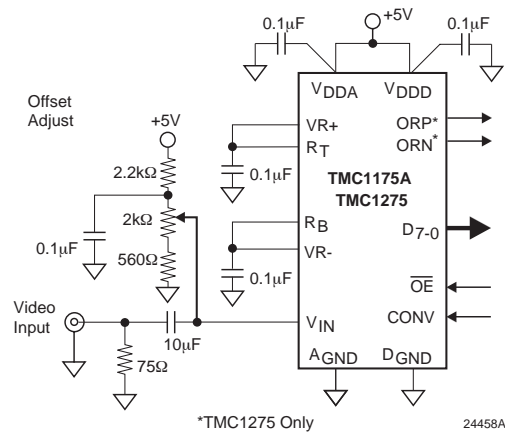 +5V
0.1μF
0.1μF
VDDA
VDDD
Offset
Adjust
+5V
2.2kΩ
2kΩ
0.1μF
560Ω
VR+
RT
0.1μF
RB
VR-
0.1μF
TMC1175A
TMC1275
ORP*
ORN*
D7-0
OE
CONV
Video
Input
10μF
75Ω
VIN
AGND
DGND
*TMC1275 Only
24458A